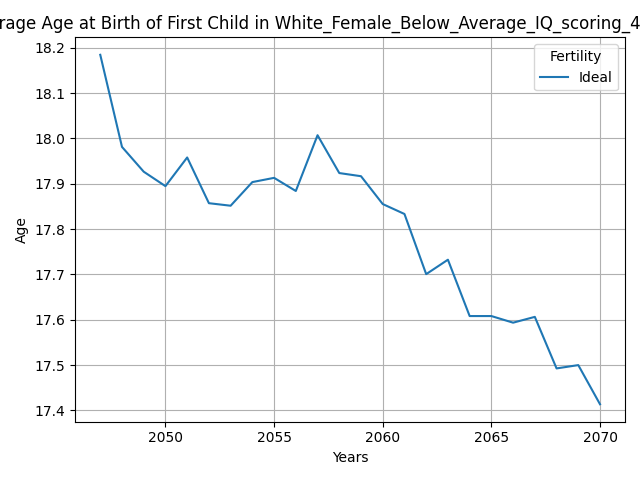 rage Age at Birth of First Child in White_Female_Below_Average_IQ_scoring_4
Fertility
Ideal
18.2
18.1
18.0
17.9
17.8
17.7
17.6
17.5
17.4
Age
2050 2055 2060 2065 2070
Years